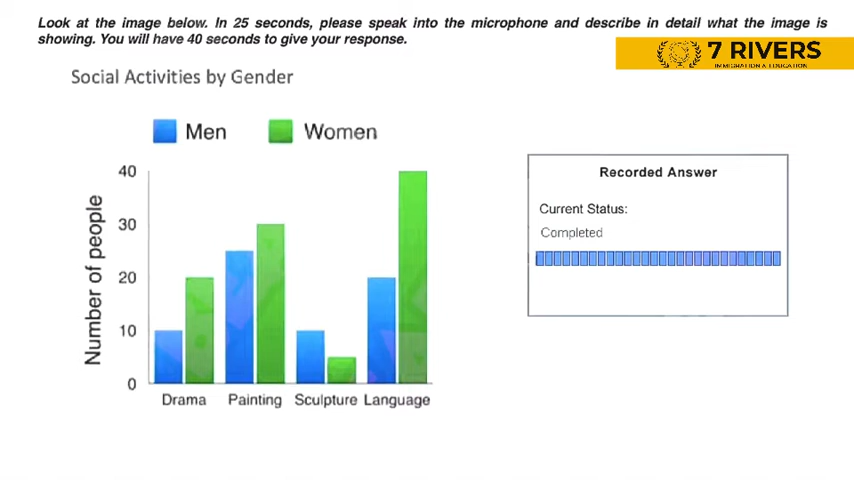 Look at the image below. In 25 seconds, please speak into the microphone and describe in detail what the image is
showing. You will have 40 seconds to give your response.
7 RIVERS
IMMIGRATION & EDUCATION
Social Activities by Gender
Men
Women
40
30
20
10
0
Number of people
Drama
Painting
Sculpture
Language
Recorded Answer
Current Status:
Completed